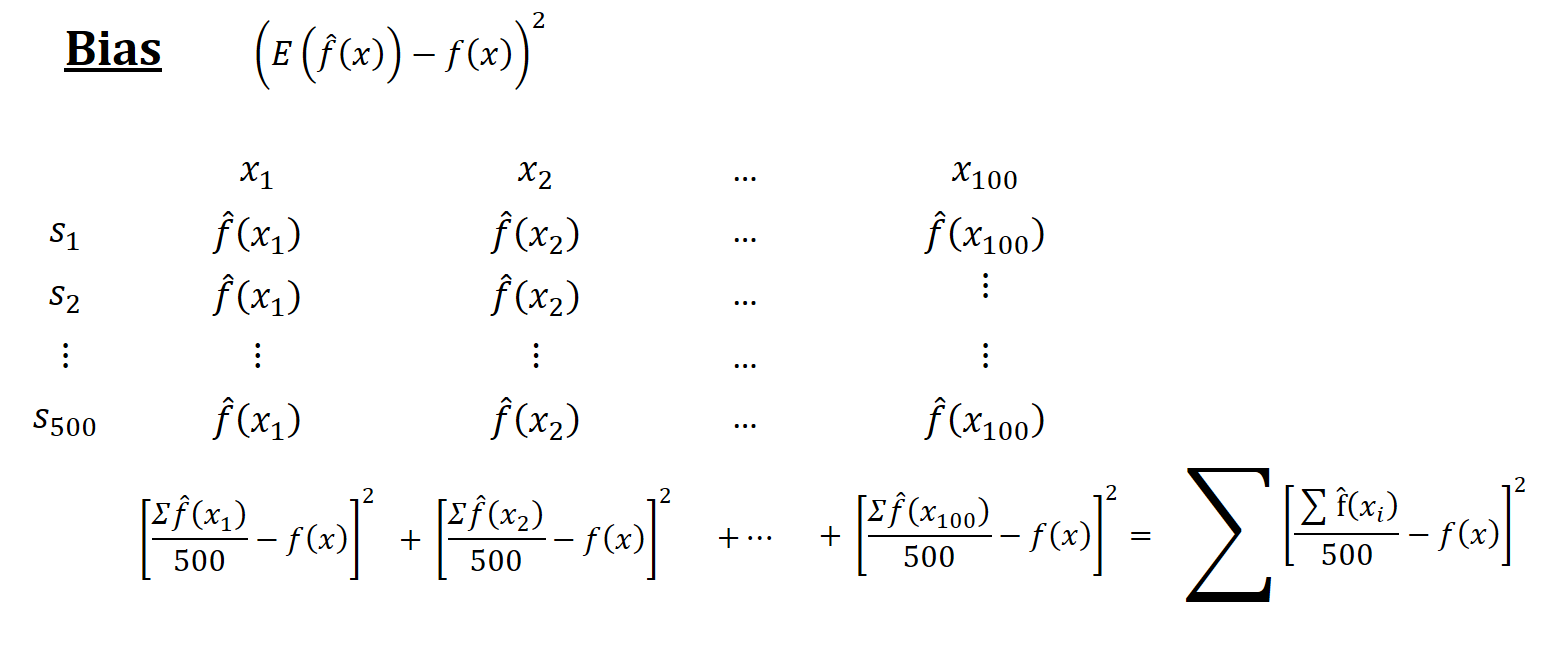 Bias (E(f̂(x)) − f(x))²
x₁ x₂ … x₁₀₀
s₁ f̂(x₁) f̂(x₂) … f̂(x₁₀₀)
s₂ f̂(x₁) f̂(x₂) … ⋮
⋮ ⋮ ⋮ … ⋮
s₅₀₀ f̂(x₁) f̂(x₂) … f̂(x₁₀₀)
[Σf̂(x₁)/500 − f(x)]² + [Σf̂(x₂)/500 − f(x)]² + ⋯ + [Σf̂(x₁₀₀)/500 − f(x)]² = ∑ [∑ f̂(xᵢ)/500 − f(x)]²